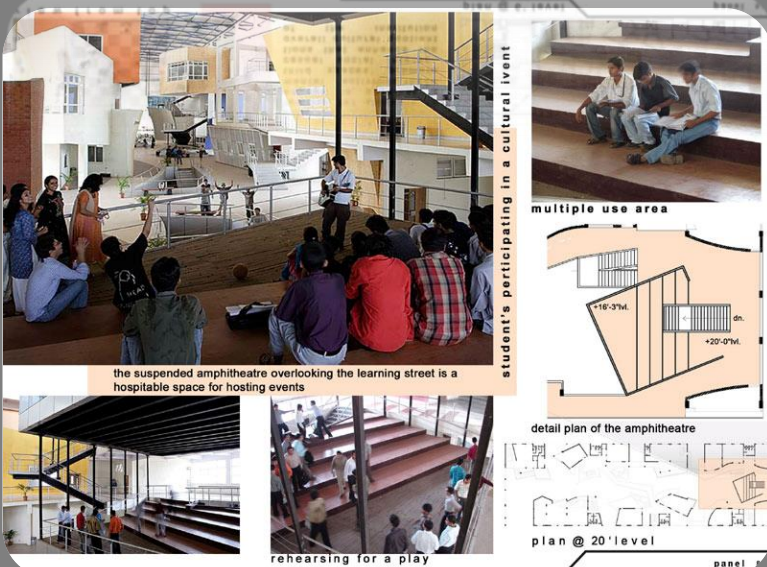 student's perticipating in a cultural ivent
multiple use area
+16'-3"lvl.
dn.
+20'-0"lvl.
the suspended amphitheatre overlooking the learning street is a
hospitable space for hosting events
detail plan of the amphitheatre
plan @ 20'level
rehearsing for a play
panel